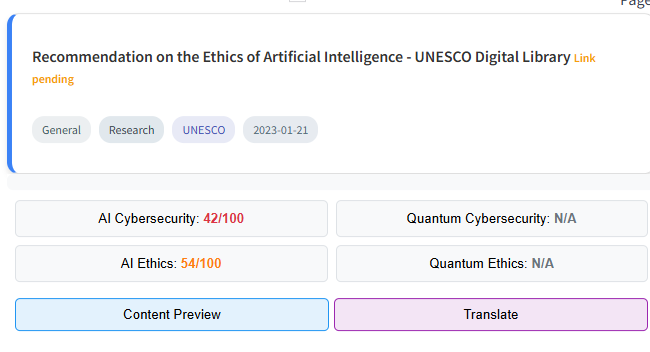 Page
Recommendation on the Ethics of Artificial Intelligence - UNESCO Digital Library Link
pending
General Research UNESCO 2023-01-21
AI Cybersecurity: 42/100 Quantum Cybersecurity: N/A
AI Ethics: 54/100 Quantum Ethics: N/A
Content Preview Translate